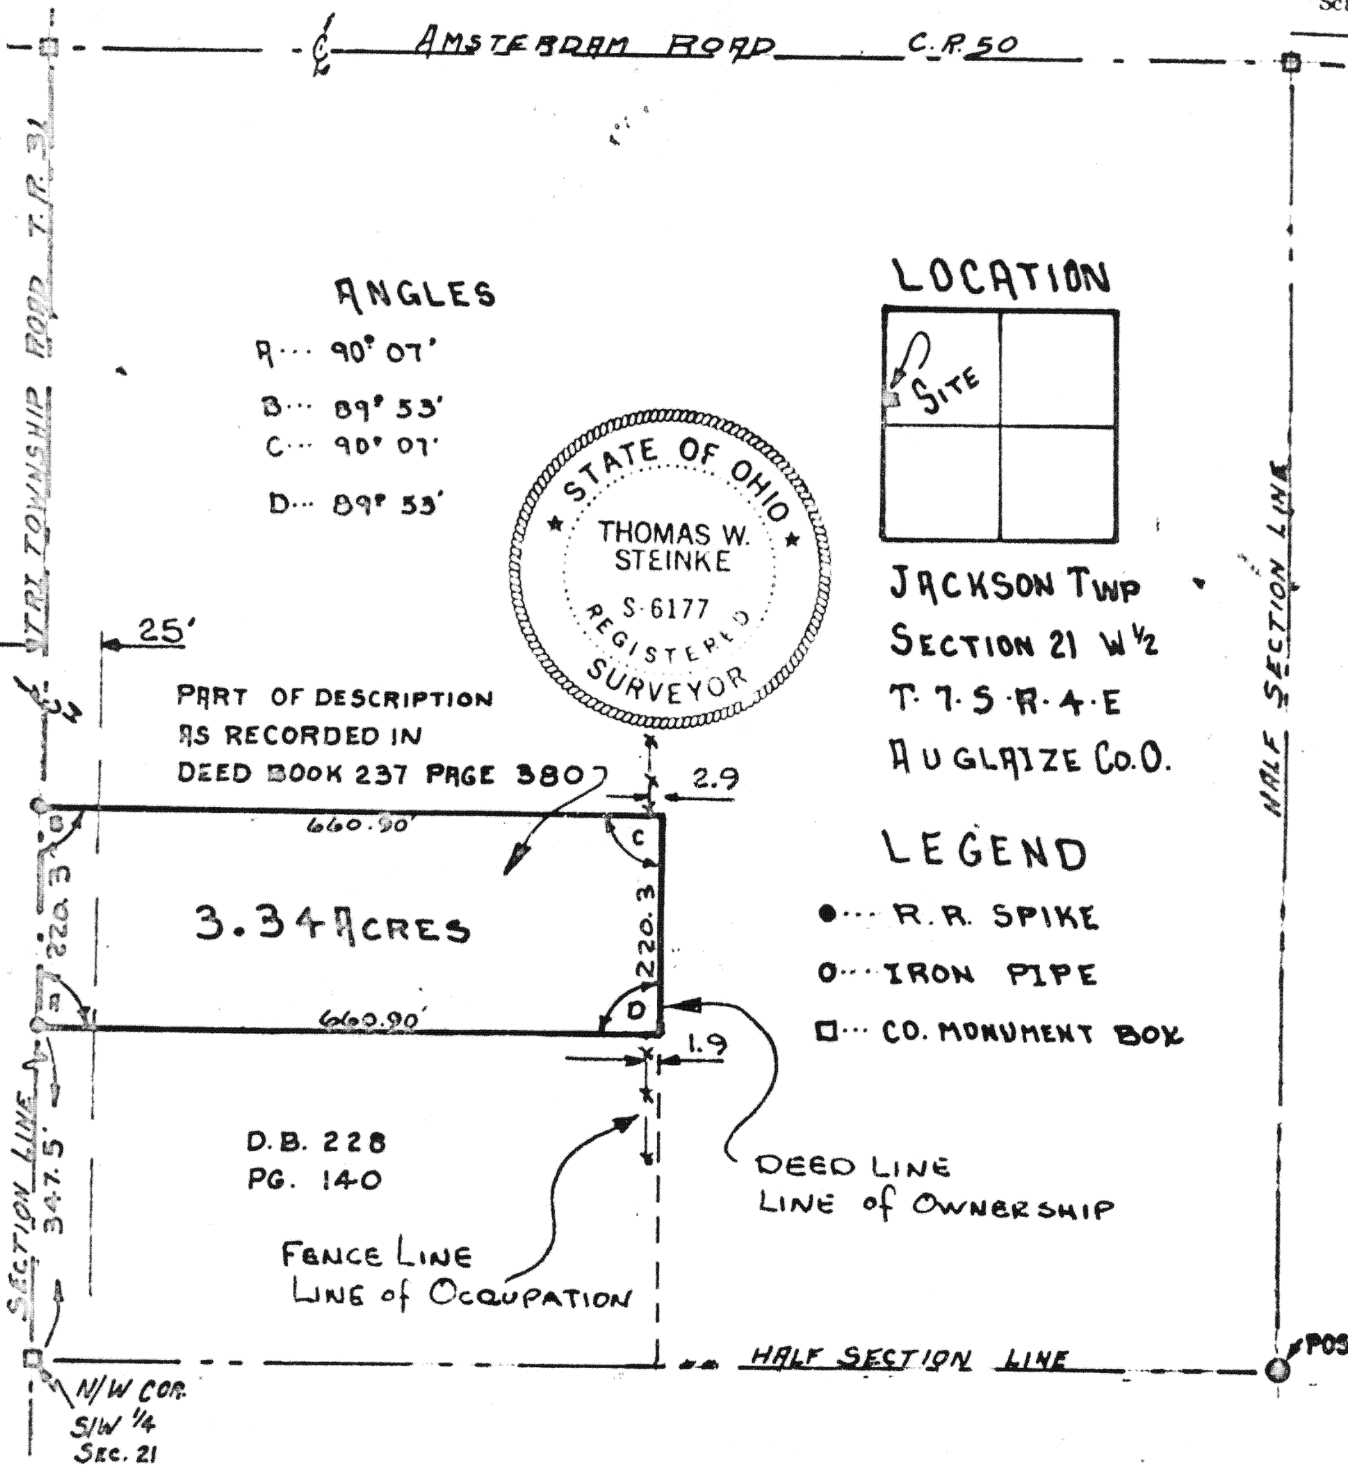 AMSTERDAM ROAD C.R. 50
TRI TOWNSHIP ROAD T.R. 31
ANGLES
A... 90° 07'
B... 89° 53'
C... 90° 07'
D... 89° 53'
LOCATION
SITE
STATE OF OHIO
THOMAS W.
STEINKE
S-6177
REGISTERED
SURVEYOR
JACKSON TWP
SECTION 21 W ½
T. 7. S. R. 4. E
AUGLAIZE CO. O.
HALF SECTION LINE
25'
PART OF DESCRIPTION
AS RECORDED IN
DEED BOOK 237 PAGE 380
2.9
660.90'
B
C
220.3'
3.34 ACRES
220.3
A
D
660.90'
1.9
LEGEND
R.R. SPIKE
IRON PIPE
CO. MONUMENT BOX
SECTION LINE
347.5'
D.B. 228
PG. 140
DEED LINE
LINE of OWNERSHIP
FENCE LINE
LINE of OCCUPATION
HALF SECTION LINE
POS
N/W COR.
S/W ¼
SEC. 21